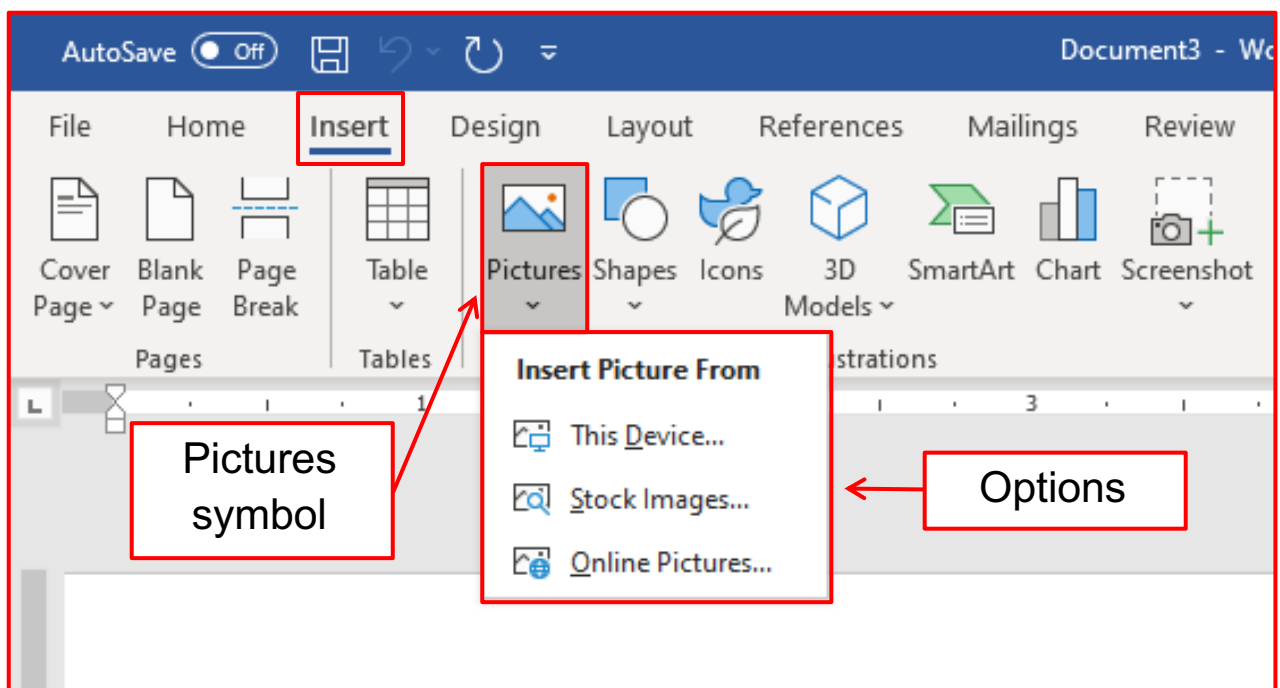 AutoSave Off Document3 - Wo
File Home Insert Design Layout References Mailings Review
Cover Blank Page Table Pictures Shapes Icons 3D SmartArt Chart Screenshot
Page Page Break Models
Pages Tables strations
Insert Picture From
L 1 3
This Device...
Pictures
symbol
Options
Stock Images...
Online Pictures...